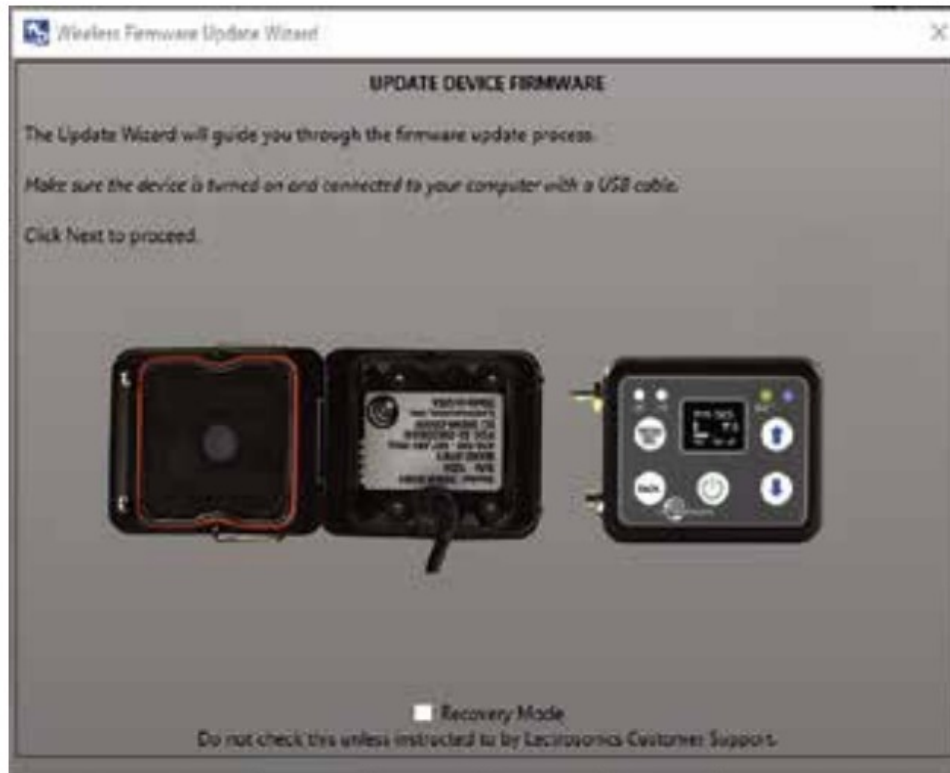 Wireless Firmware Update Wizard
UPDATE DEVICE FIRMWARE
The Update Wizard will guide you through the firmware update process.
Make sure the device is turned on and connected to your computer with a USB cable.
Click Next to proceed.
BACK
Recovery Mode
Do not check this unless instructed to by Lectrosonics Customer Support.